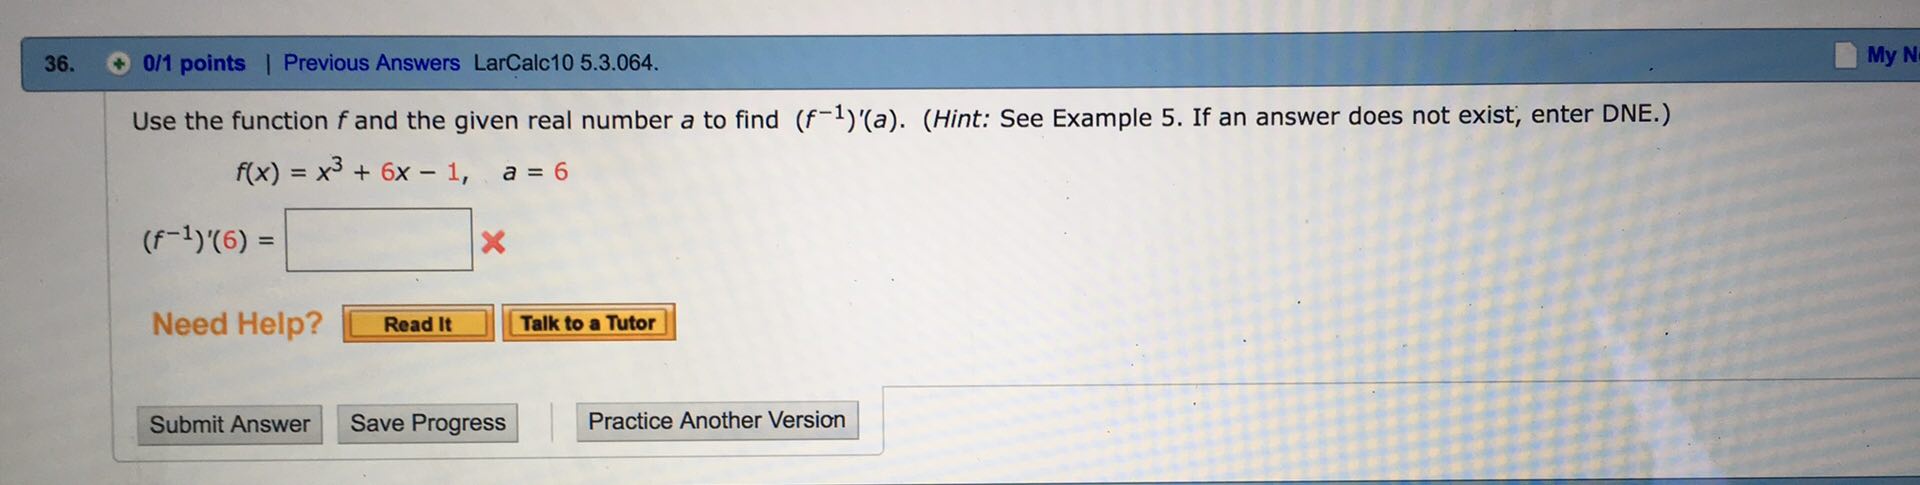 36. 0/1 points | Previous Answers LarCalc10 5.3.064. My
Use the function f and the given real number a to find (f⁻¹)′(a). (Hint: See Example 5. If an answer does not exist, enter DNE.)
f(x) = x³ + 6x − 1, a = 6
(f⁻¹)′(6) =
Need Help? Read It Talk to a Tutor
Submit Answer Save Progress Practice Another Version